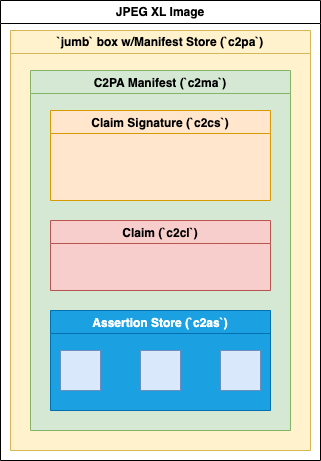 JPEG XL Image
`jumb` box w/Manifest Store (`c2pa`)
C2PA Manifest (`c2ma`)
Claim Signature (`c2cs`)
Claim (`c2cl`)
Assertion Store (`c2as`)